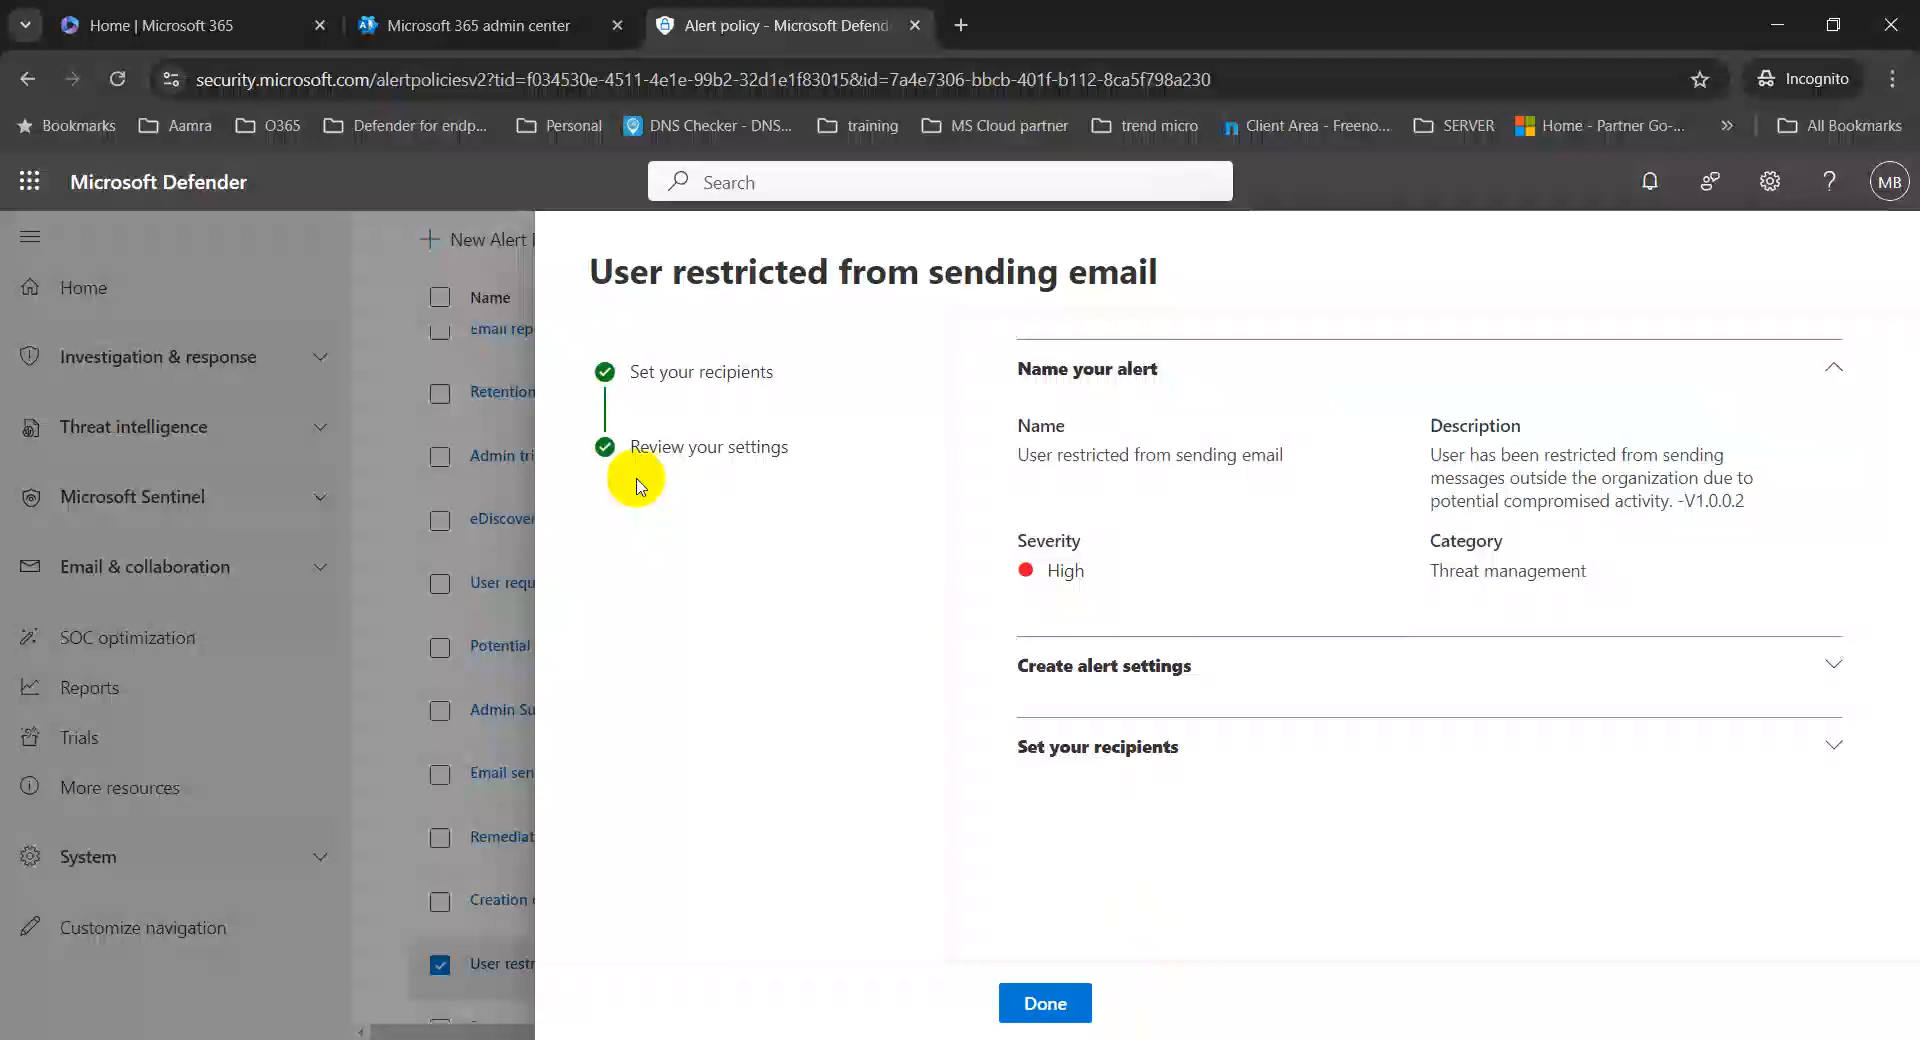 Home | Microsoft 365
Microsoft 365 admin center
Alert policy - Microsoft Defend
security.microsoft.com/alertpoliciesv2?tid=f034530e-4511-4e1e-99b2-32d1e1f83015&id=7a4e7306-bbcb-401f-b112-8ca5f798a230
Incognito
Bookmarks
Aamra
O365
Defender for endp...
Personal
DNS Checker - DNS...
training
MS Cloud partner
trend micro
Client Area - Freeno...
SERVER
Home - Partner Go-...
All Bookmarks
Microsoft Defender
Search
MB
Home
Investigation & response
Threat intelligence
Microsoft Sentinel
Email & collaboration
SOC optimization
Reports
Trials
More resources
System
Customize navigation
New Alert
Name
Email rep
Retention
Admin tri
eDiscover
User requ
Potential
Admin Su
Email sen
Remediat
Creation
User restr
User restricted from sending email
Set your recipients
Review your settings
Name your alert
Name
User restricted from sending email
Description
User has been restricted from sending
messages outside the organization due to
potential compromised activity. -V1.0.0.2
Severity
High
Category
Threat management
Create alert settings
Set your recipients
Done